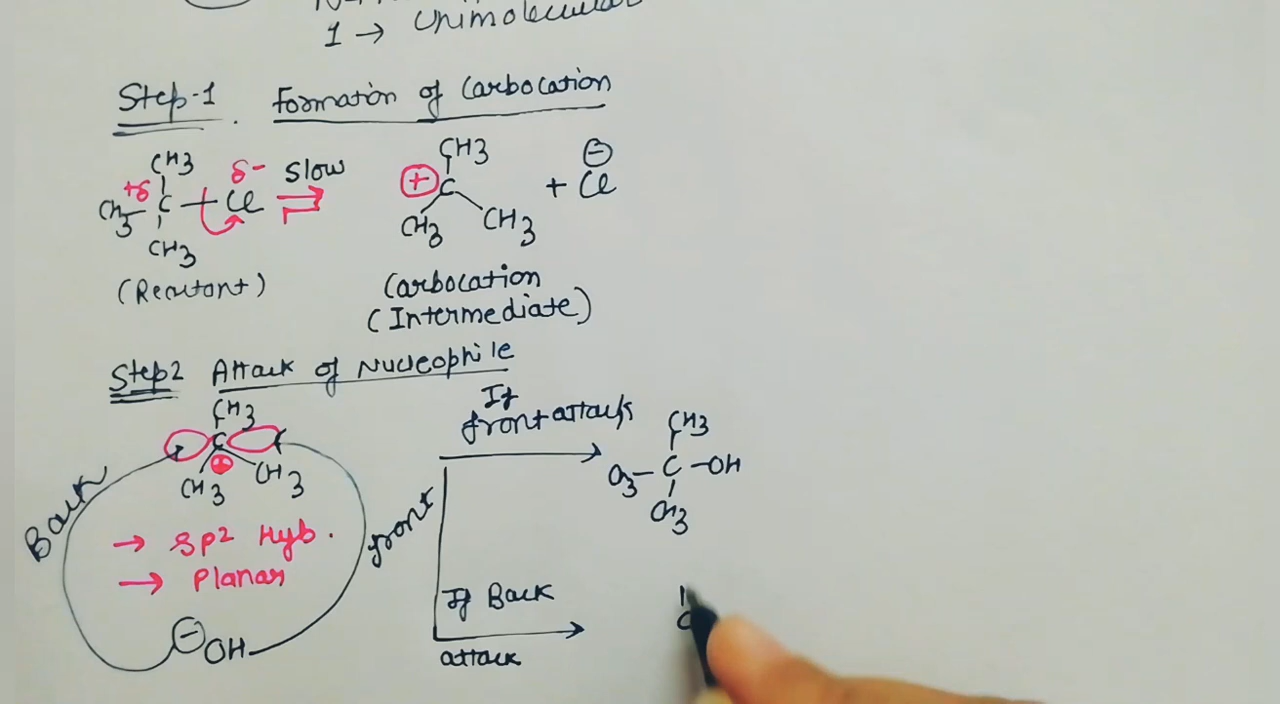 1 → Unimolecular
Step-1. Formation of Carbocation
CH3
+δ δ- Slow
CH3 - C + Cl
CH3
(Reactant)
CH3
+ C + Cl ⊖
CH3 CH3
Carbocation
(Intermediate)
Step2 Attack of Nucleophile
CH3
C
⊕
CH3 CH3
Back
→ SP2 Hyb.
→ Planar
⊖OH
front
If
front attack
CH3
C3 - C - OH
CH3
If Back
attack